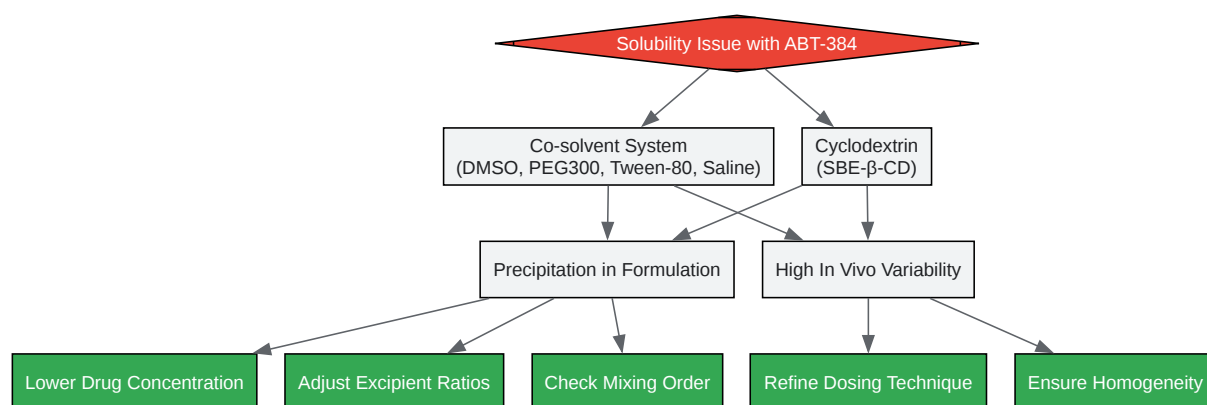 Solubility Issue with ABT-384
Co-solvent System
(DMSO, PEG300, Tween-80, Saline)
Cyclodextrin
(SBE-β-CD)
Precipitation in Formulation
High In Vivo Variability
Lower Drug Concentration
Adjust Excipient Ratios
Check Mixing Order
Refine Dosing Technique
Ensure Homogeneity